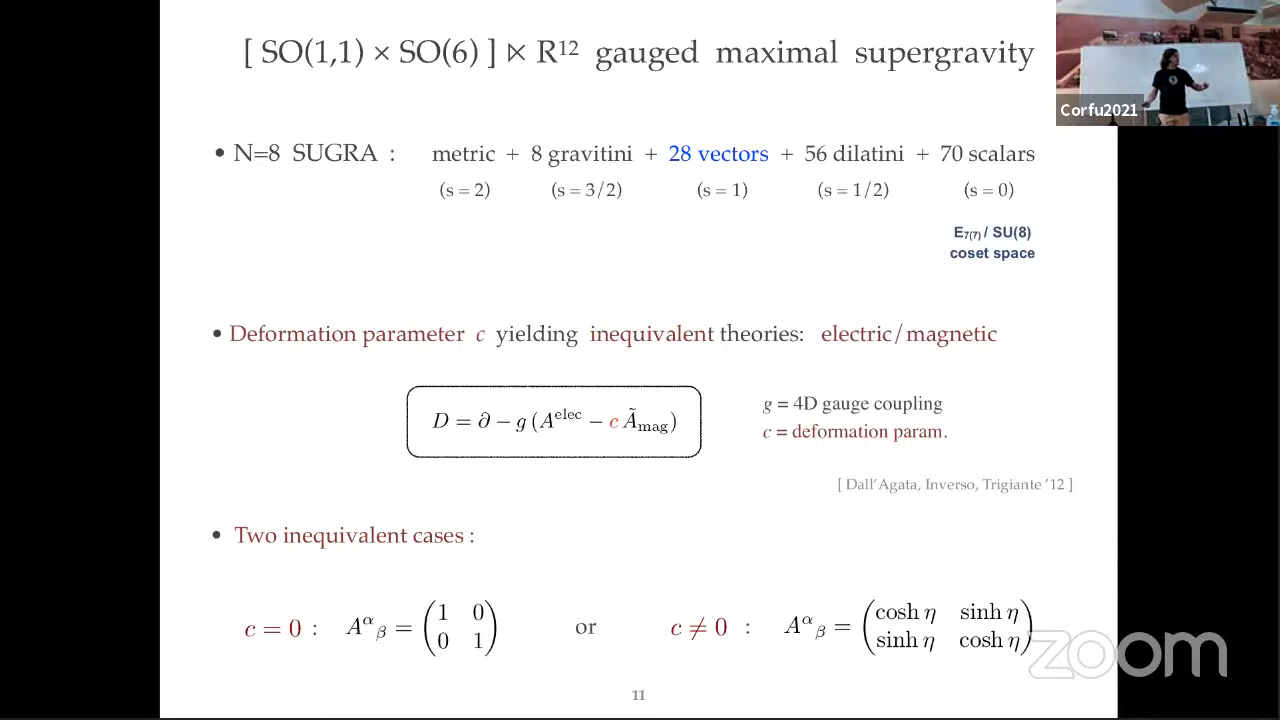 [ SO(1,1) × SO(6) ] ⋉ R¹² gauged maximal supergravity
Corfu2021
• N=8 SUGRA : metric + 8 gravitini + 28 vectors + 56 dilatini + 70 scalars
(s = 2) (s = 3/2) (s = 1) (s = 1/2) (s = 0)
E₇₍₇₎ / SU(8)
coset space
• Deformation parameter c yielding inequivalent theories: electric/magnetic
D = ∂ − g (A^elec − c Ã_mag)
g = 4D gauge coupling
c = deformation param.
[ Dall'Agata, Inverso, Trigiante '12 ]
• Two inequivalent cases :
c = 0 : A^α_β = (1 0; 0 1) or c ≠ 0 : A^α_β = (cosh η sinh η; sinh η cosh η)
zoom
11